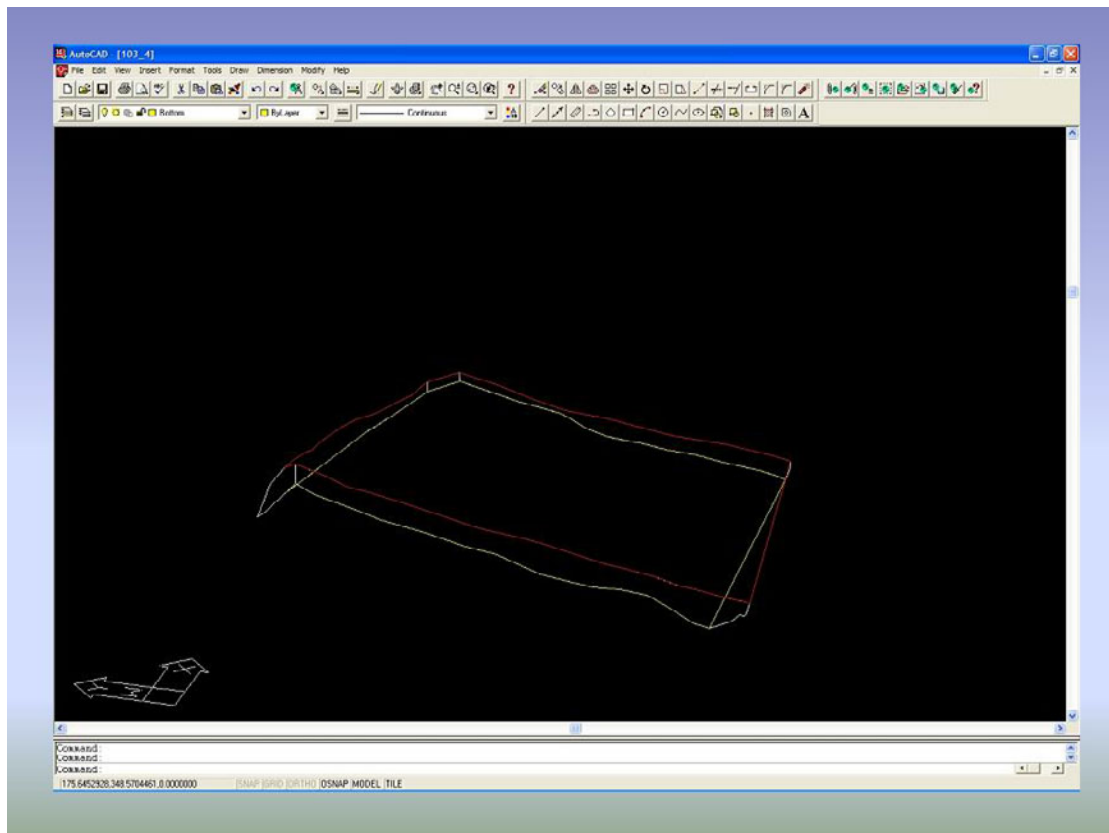 AutoCAD - [103_4]
File Edit View Insert Format Tools Draw Dimension Modify Help
?
?
Bottom
ByLayer
Continuous
A
X
Y
W
Command:
Command:
Command:
175.6452928,348.5704461,0.0000000
SNAP GRID ORTHO OSNAP MODEL TILE